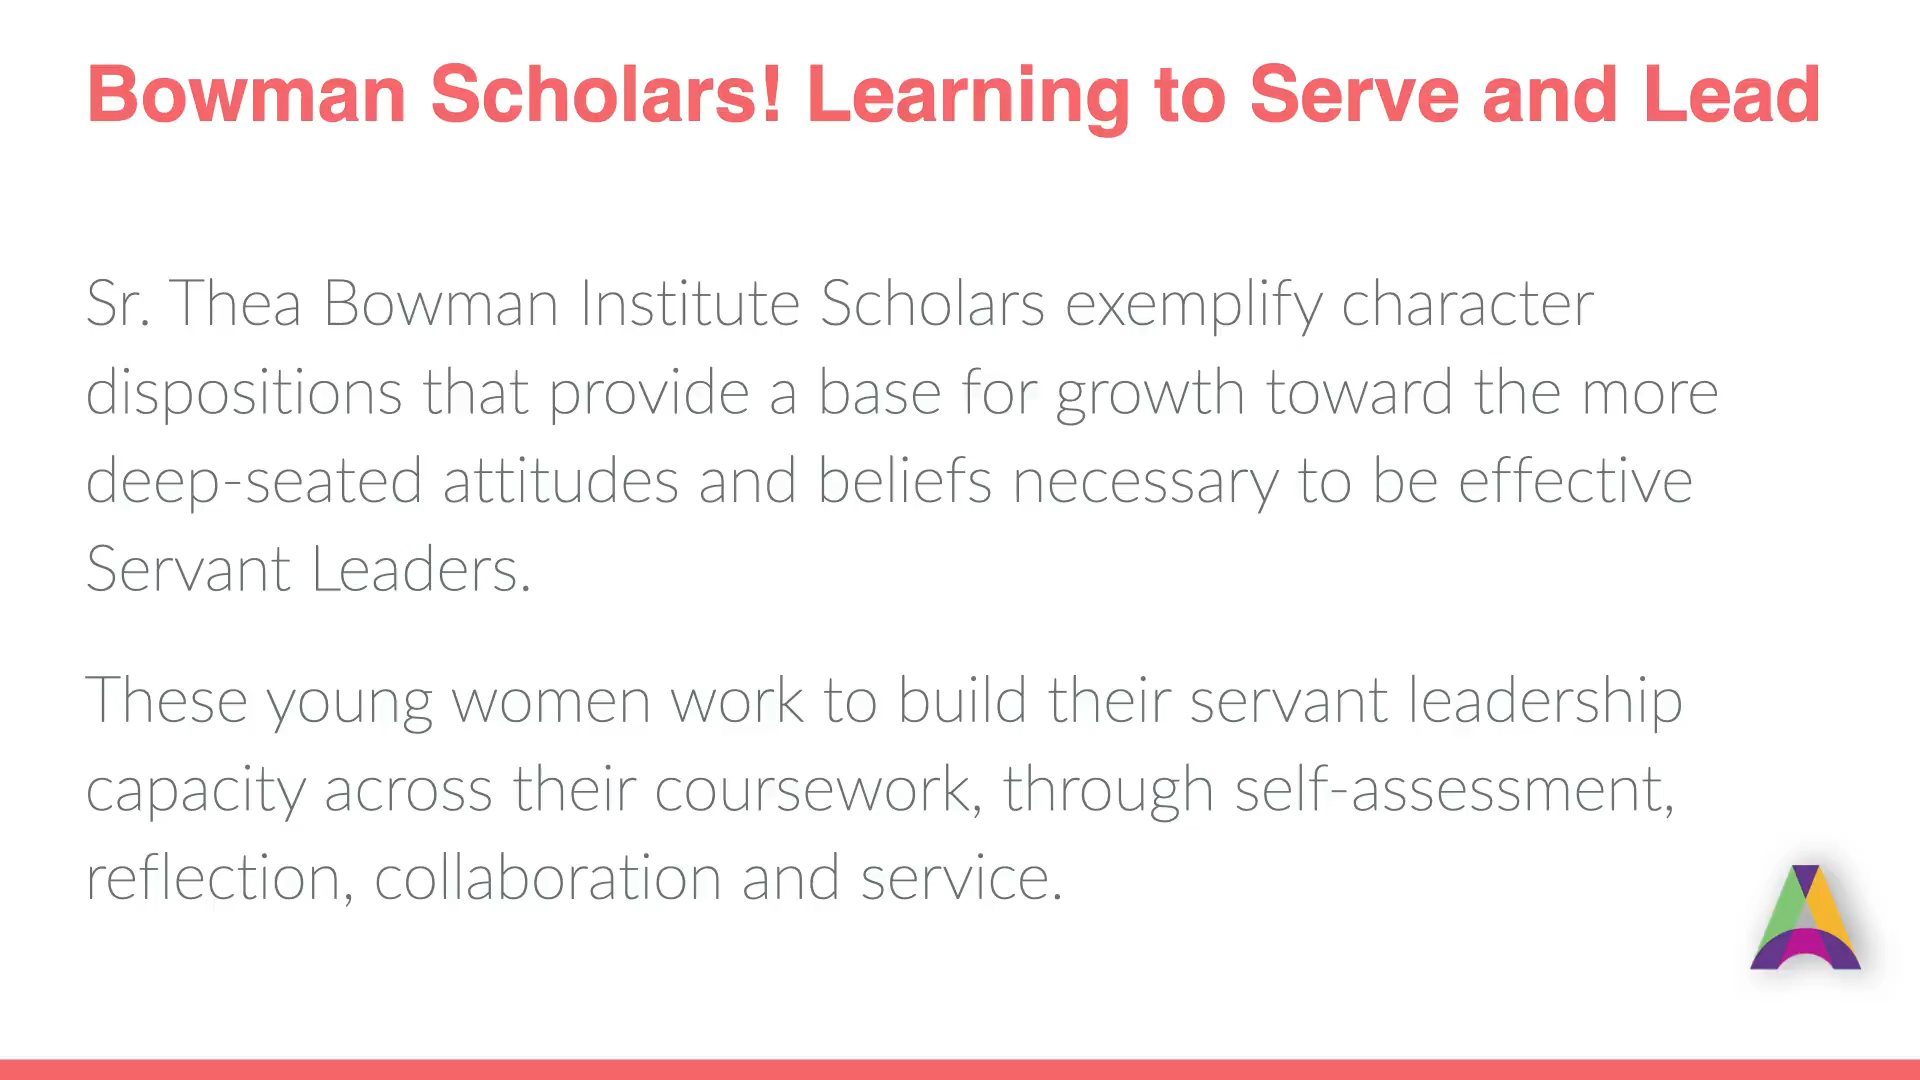 Bowman Scholars! Learning to Serve and Lead
Sr. Thea Bowman Institute Scholars exemplify character
dispositions that provide a base for growth toward the more
deep-seated attitudes and beliefs necessary to be effective
Servant Leaders.
These young women work to build their servant leadership
capacity across their coursework, through self-assessment,
reflection, collaboration and service.